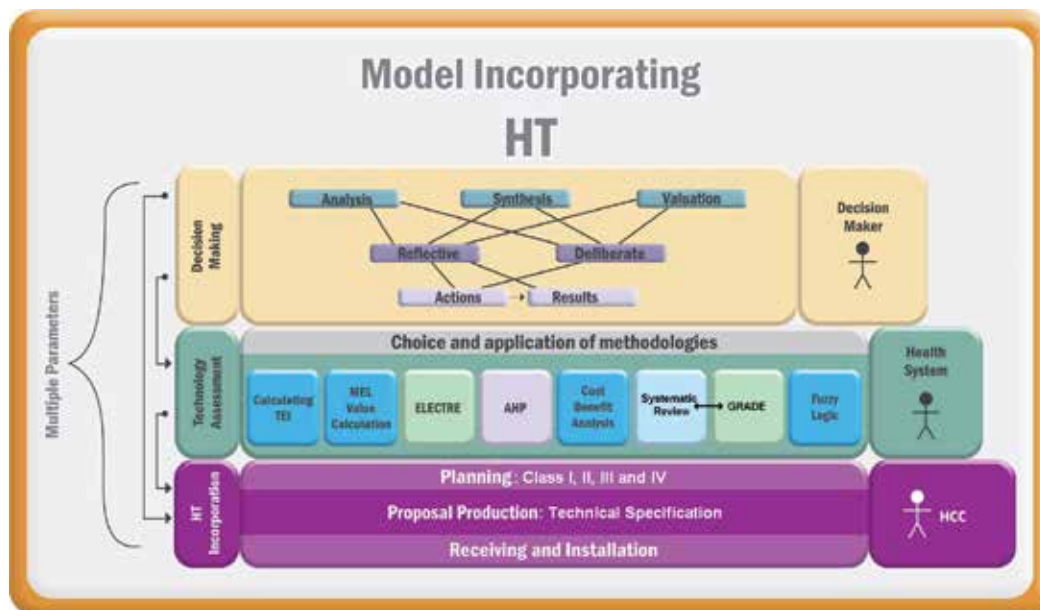 Model Incorporating
HT
Multiple Parameters
Decision
Making
Analysis
Synthesis
Valuation
Reflective
Deliberate
Actions
Results
Decision
Maker
Technology
Assessment
Choice and application of methodologies
Calculating
TEI
MEL
Value
Calculation
ELECTRE
AHP
Cost
Benefit
Analysis
Systematic
Review
GRADE
Fuzzy
Logic
Health
System
HT
Incorporation
Planning: Class I, II, III and IV
Proposal Production: Technical Specification
Receiving and Installation
HCC